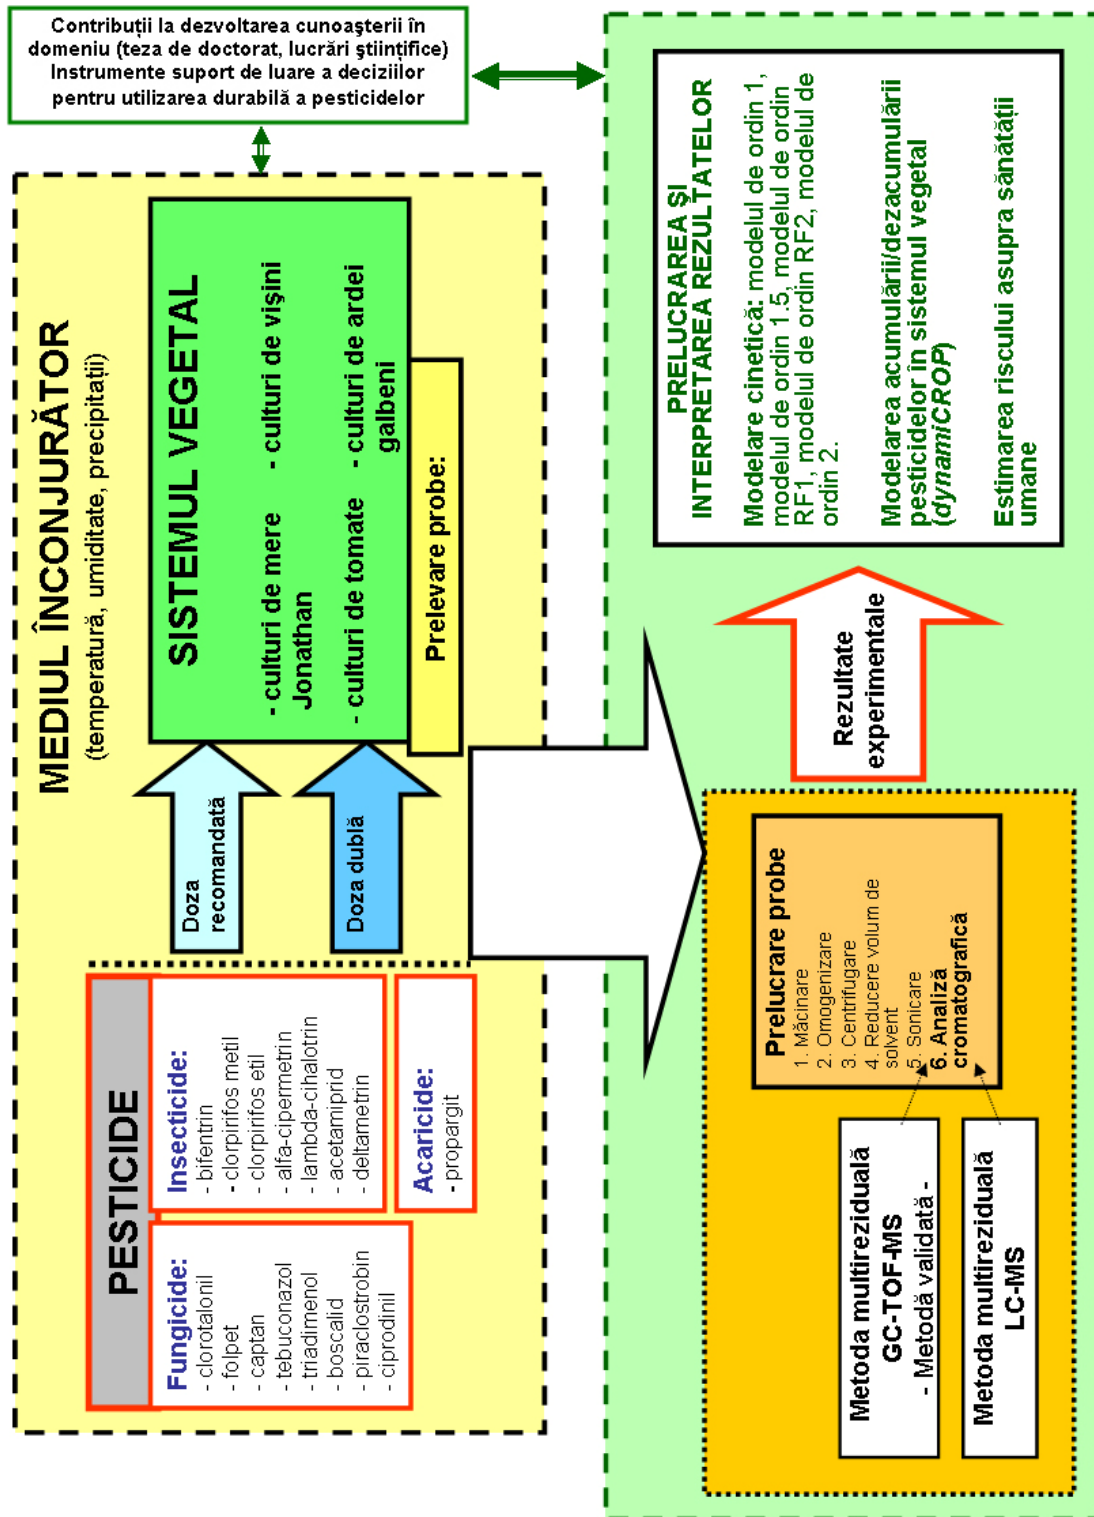 Contribuții la dezvoltarea cunoaşterii în
domeniu (teza de doctorat, lucrări ştiințifice)
Instrumente suport de luare a deciziilor
pentru utilizarea durabilă a pesticidelor
MEDIUL ÎNCONJURĂTOR
(temperatură, umiditate, precipitații)
PESTICIDE
Fungicide:
- clorotalonil
- folpet
- captan
- tebuconazol
- triadimenol
- boscalid
- piraclostrobin
- ciprodinil
Insecticide:
- bifentrin
- clorpirifos metil
- clorpirifos etil
- alfa-cipermetrin
- lambda-cihalotrin
- acetamiprid
- deltametrin
Acaricide:
- propargit
Doza
recomandată
Doza dublă
SISTEMUL VEGETAL
- culturi de mere
Jonathan
- culturi de tomate
- culturi de vişini
- culturi de ardei
galbeni
Prelevare probe:
Metoda multireziduală
GC-TOF-MS
- Metodă validată -
Metoda multireziduală
LC-MS
Prelucrare probe
1. Măcinare
2. Omogenizare
3. Centrifugare
4. Reducere volum de
solvent
5. Sonicare
6. Analiză
cromatografică
Rezultate
experimentale
PRELUCRAREA ŞI
INTERPRETAREA REZULTATELOR
Modelare cinetică: modelul de ordin 1,
modelul de ordin 1.5, modelul de ordin
RF1, modelul de ordin RF2, modelul de
ordin 2.
Modelarea acumulării/dezacumulării
pesticidelor în sistemul vegetal
(dynamiCROP)
Estimarea riscului asupra sănătății
umane